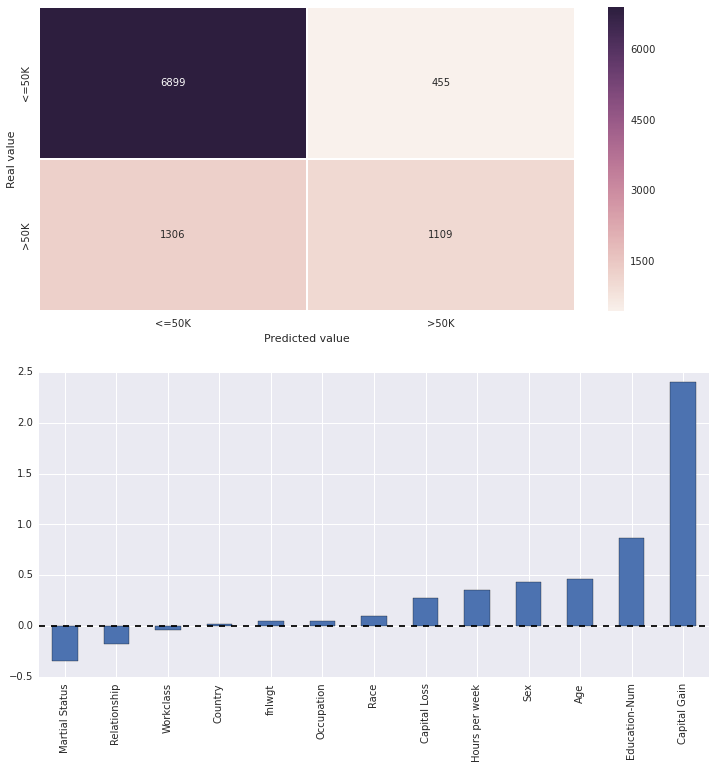 6000
<=50K
6899
455
4500
Real value
3000
>50K
1306
1109
1500
<=50K
>50K
Predicted value
2.5
2.0
1.5
1.0
0.5
0.0
−0.5
Martial Status
Relationship
Workclass
Country
fnlwgt
Occupation
Race
Capital Loss
Hours per week
Sex
Age
Education-Num
Capital Gain